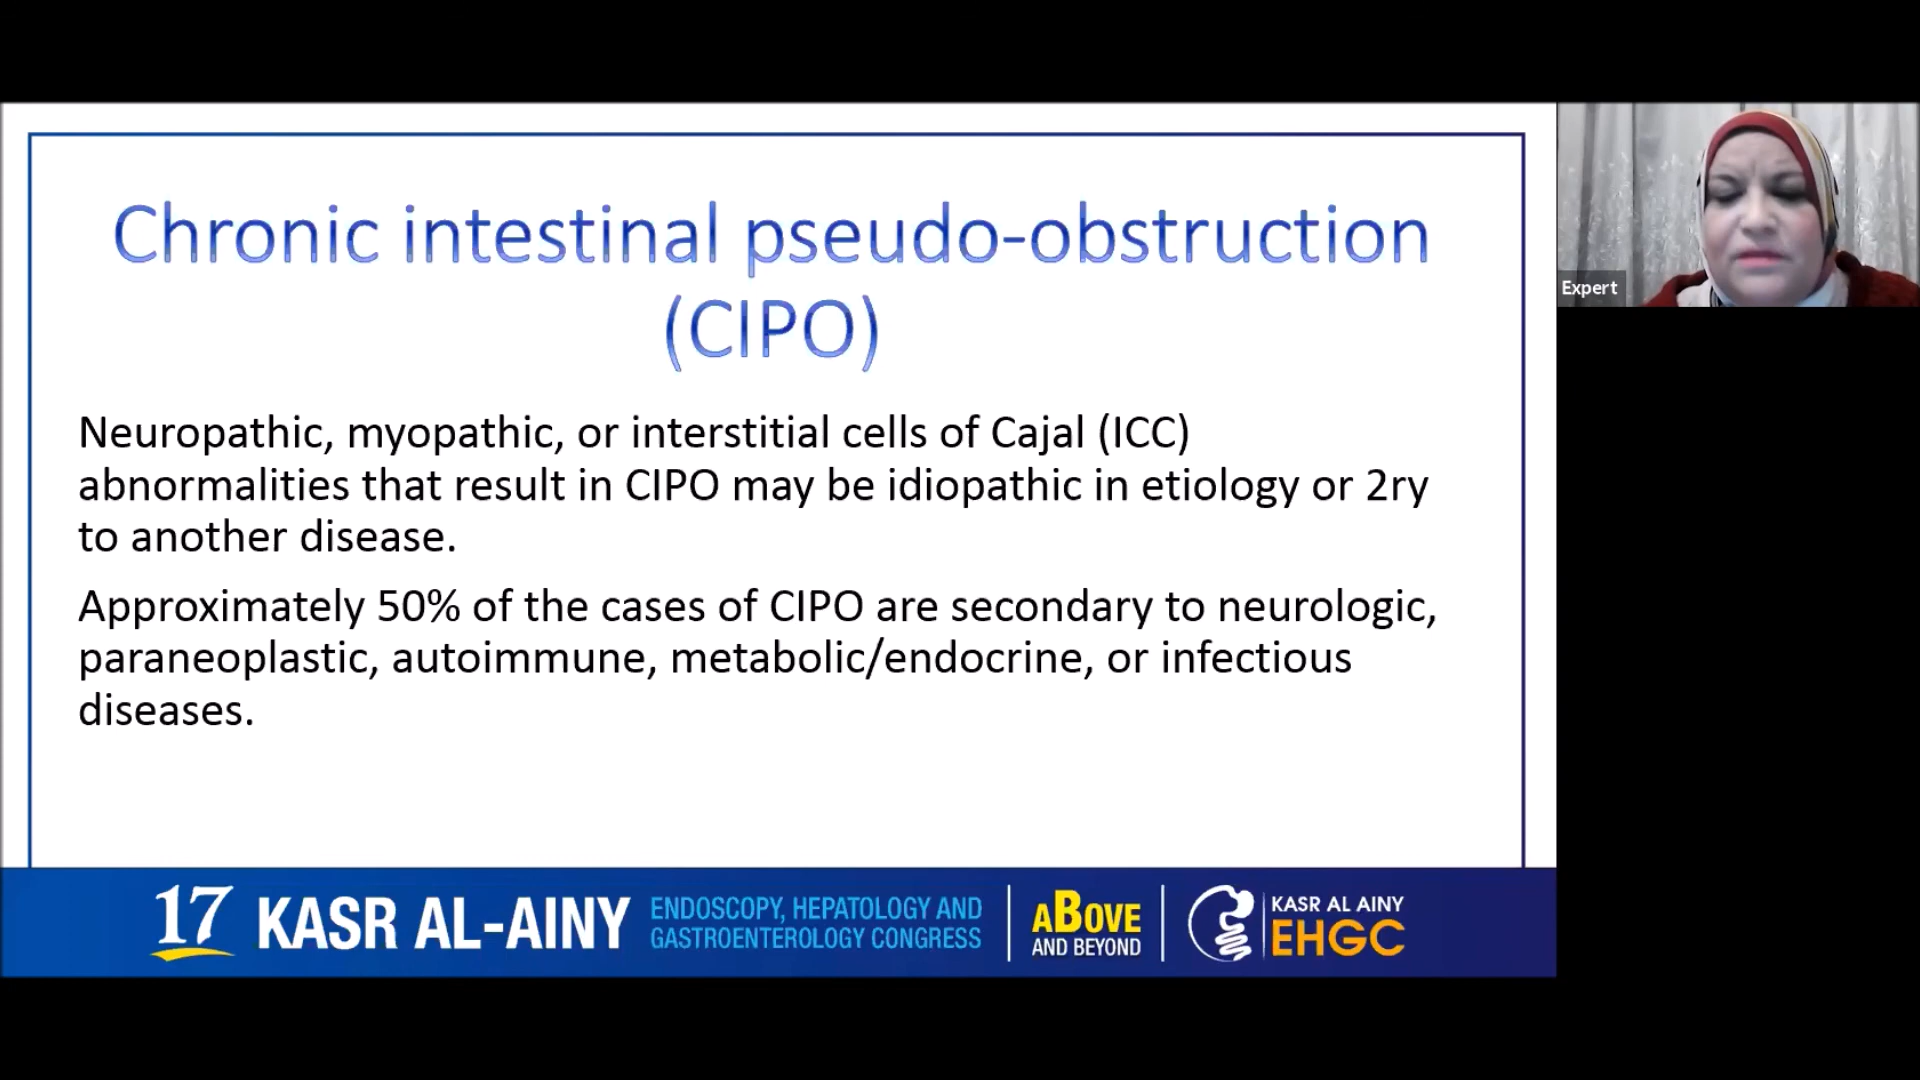 Chronic intestinal pseudo-obstruction
(CIPO)
Neuropathic, myopathic, or interstitial cells of Cajal (ICC)
abnormalities that result in CIPO may be idiopathic in etiology or 2ry
to another disease.
Approximately 50% of the cases of CIPO are secondary to neurologic,
paraneoplastic, autoimmune, metabolic/endocrine, or infectious
diseases.
Expert
17 KASR AL-AINY
ENDOSCOPY, HEPATOLOGY AND
GASTROENTEROLOGY CONGRESS
ABOVE
AND BEYOND
KASR AL AINY
EHGC